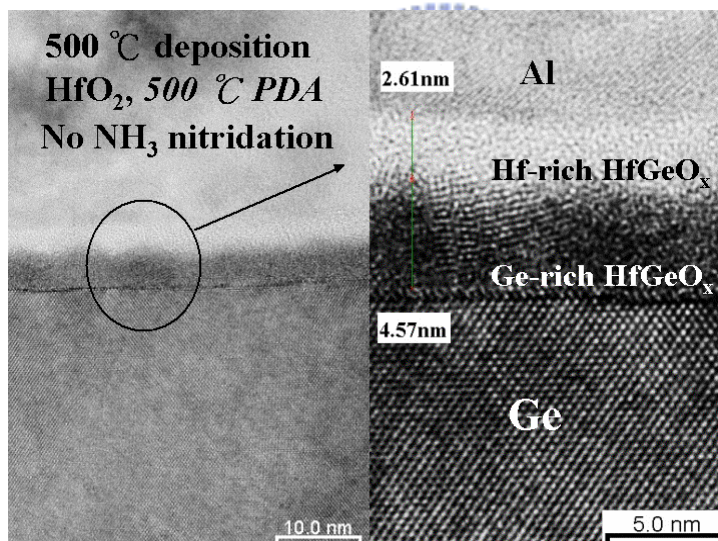 500 ℃ deposition
HfO₂, 500 ℃ PDA
No NH₃ nitridation
10.0 nm
2.61nm
Al
Hf-rich HfGeOₓ
Ge-rich HfGeOₓ
4.57nm
Ge
5.0 nm